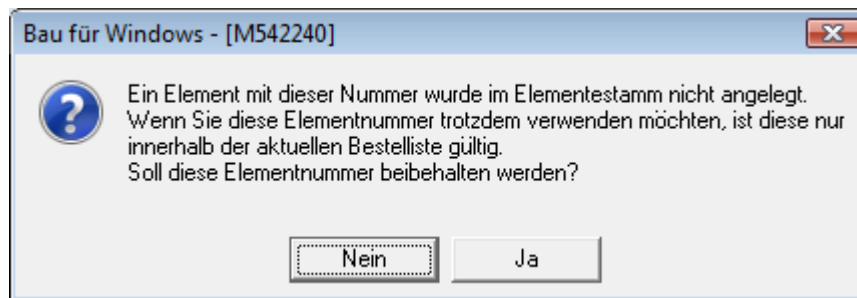 Bau für Windows - [M542240]
Ein Element mit dieser Nummer wurde im Elementestamm nicht angelegt.
Wenn Sie diese Elementnummer trotzdem verwenden möchten, ist diese nur
innerhalb der aktuellen Bestelliste gültig.
Soll diese Elementnummer beibehalten werden?
Nein
Ja